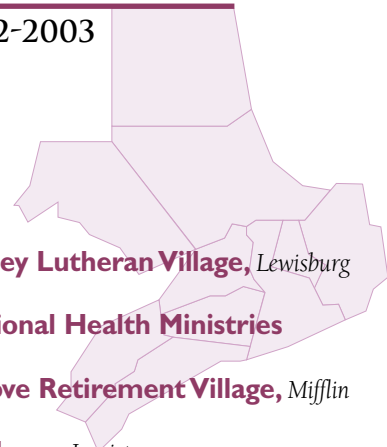 2-2003
ey Lutheran Village, Lewisburg
ional Health Ministries
ove Retirement Village, Mifflin